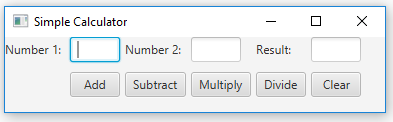 Simple Calculator
Number 1: Number 2: Result:
Add Subtract Multiply Divide Clear